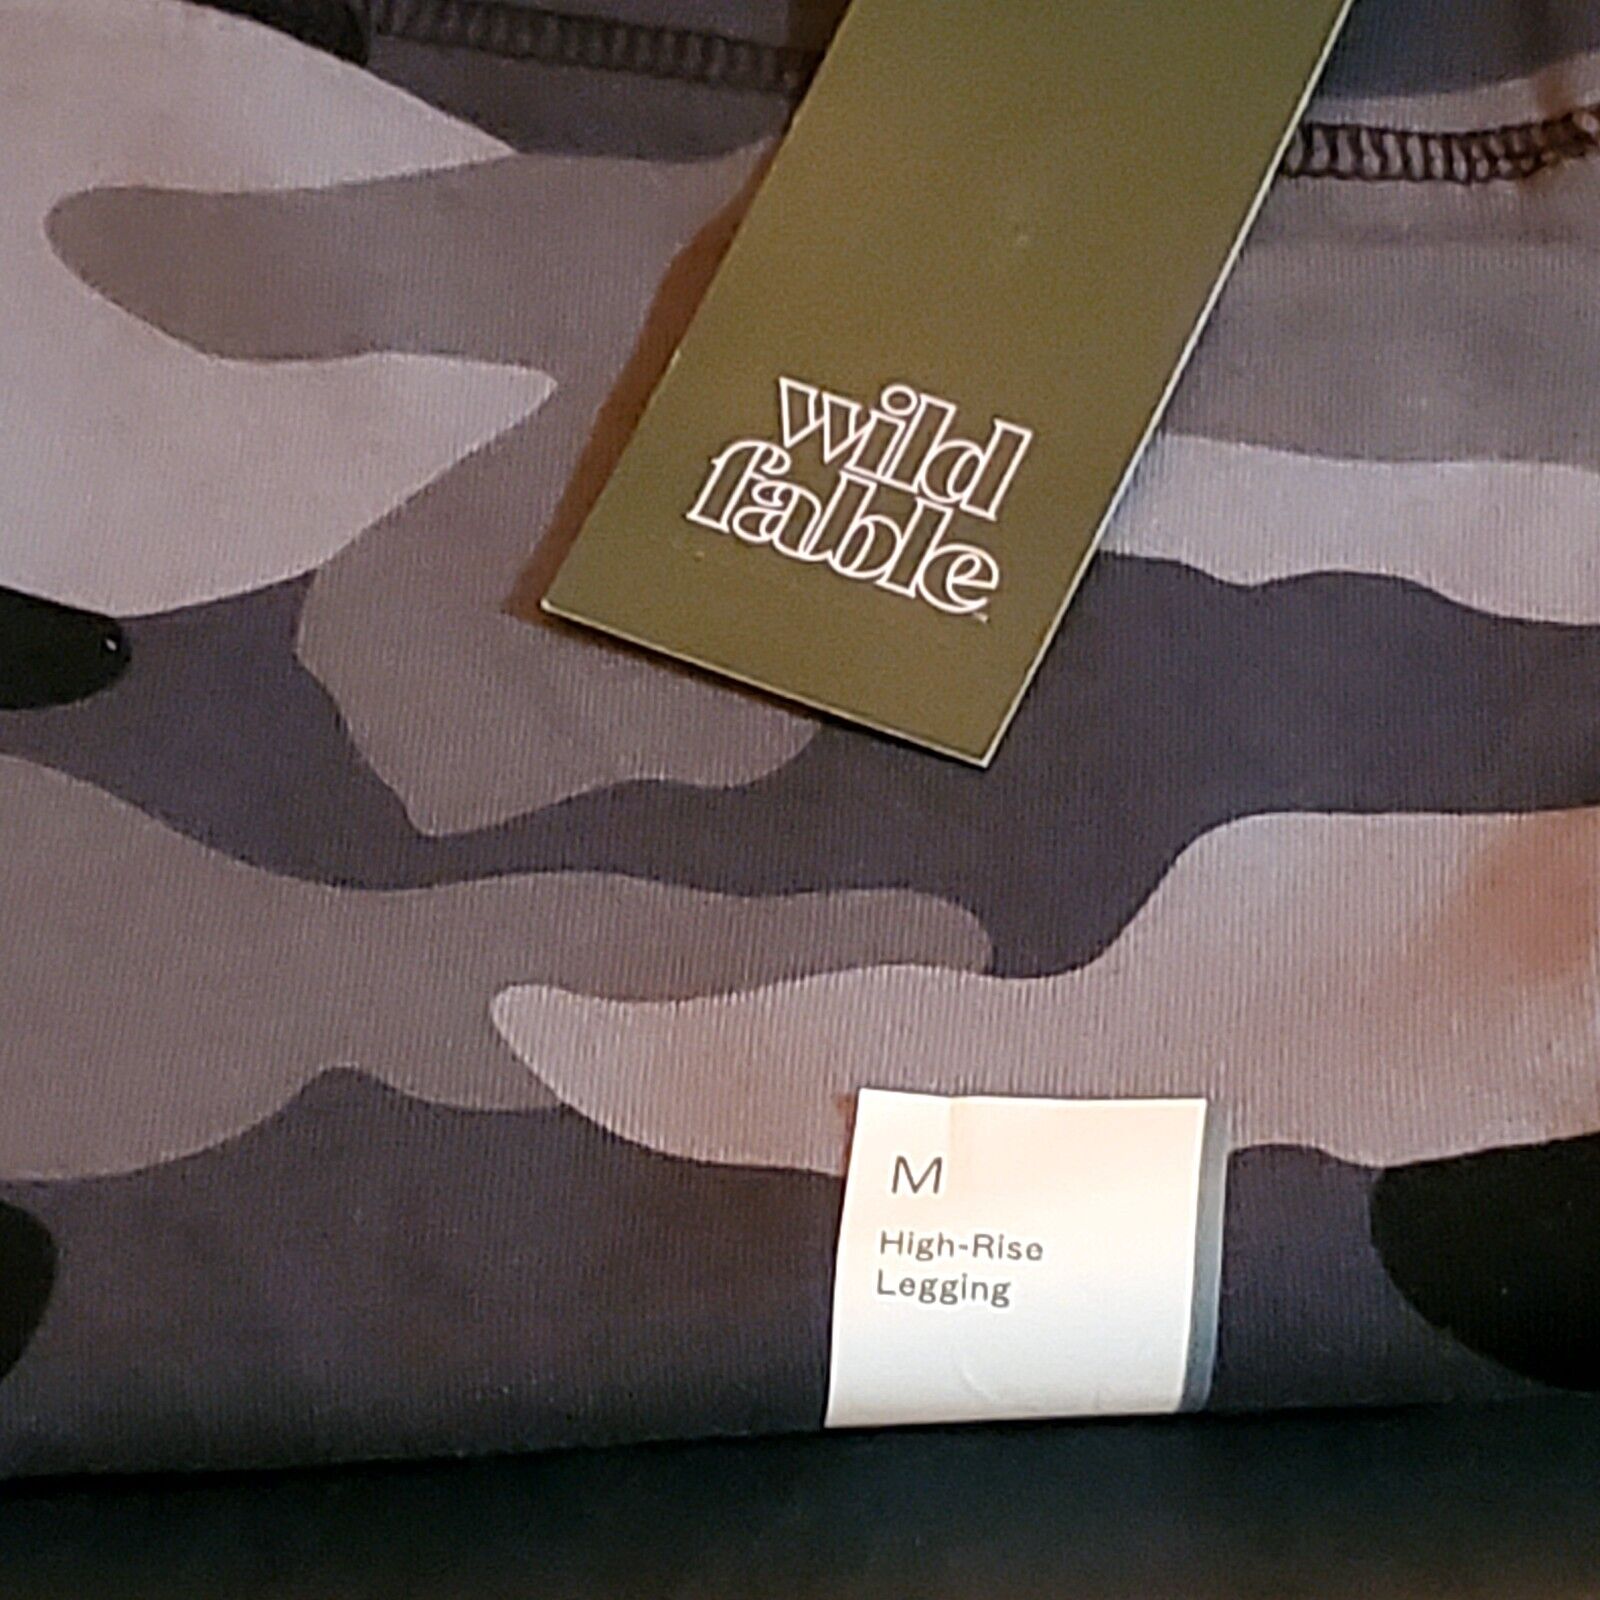 wild
fable
M
High-Rise
Legging